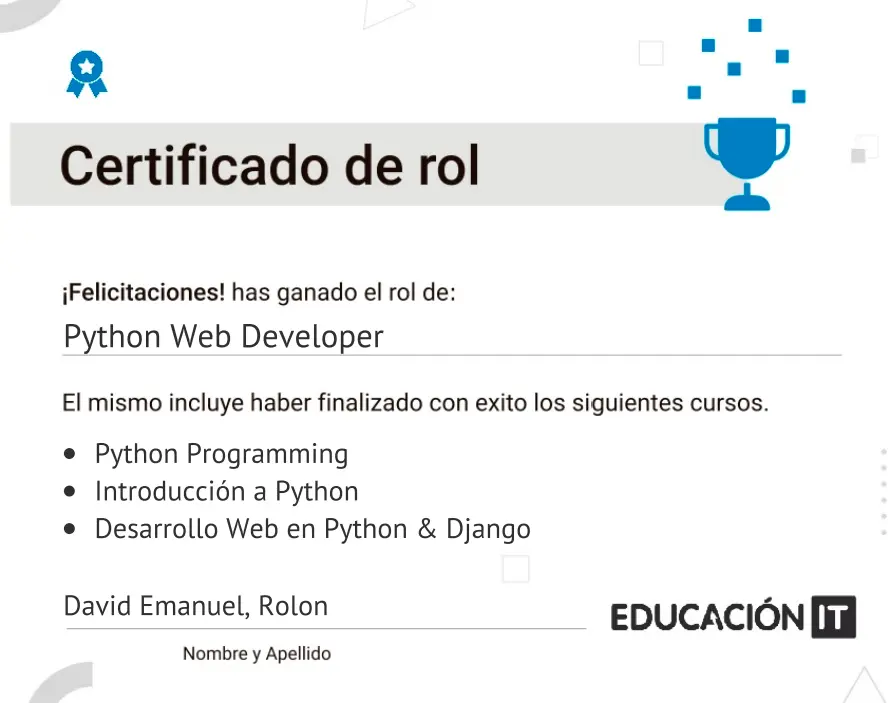 Certificado de rol
¡Felicitaciones! has ganado el rol de:
Python Web Developer
El mismo incluye haber finalizado con exito los siguientes cursos.
• Python Programming
• Introducción a Python
• Desarrollo Web en Python & Django
David Emanuel, Rolon
Nombre y Apellido
EDUCACIÓN IT